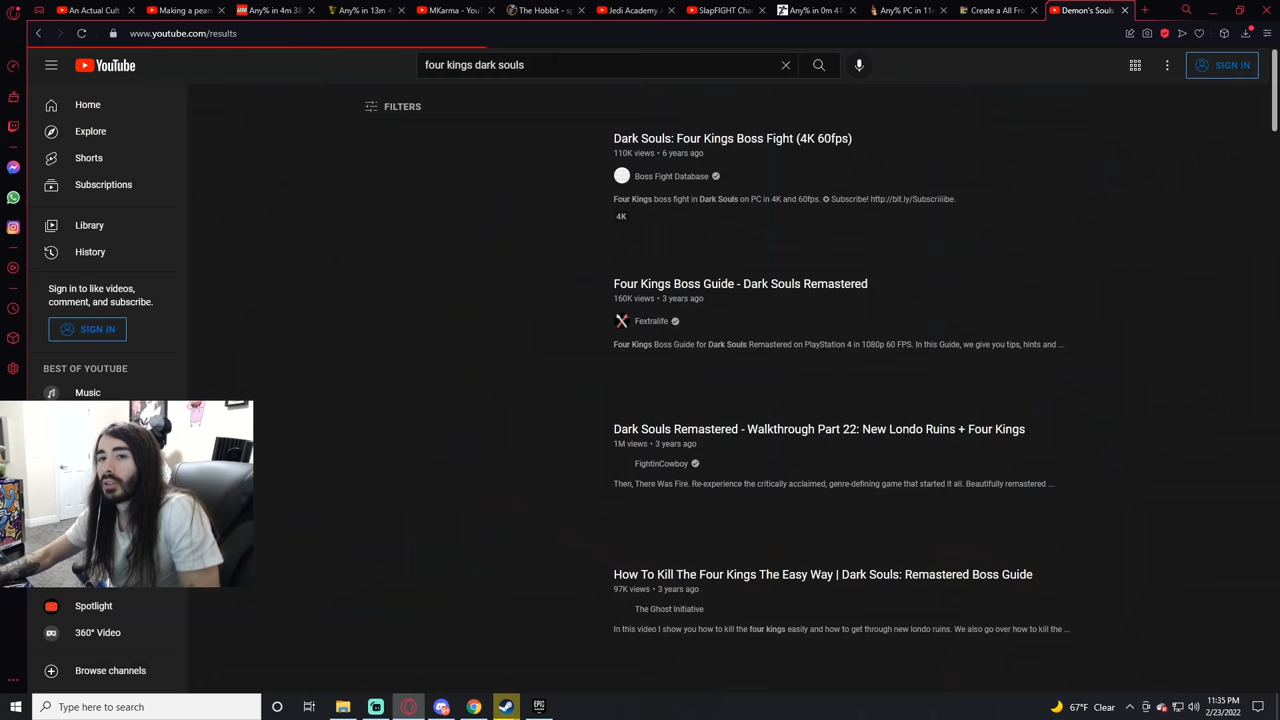 An Actual Cult
Making a pean
Any% in 4m 38
Any% in 13m 4
MKarma - YouT
The Hobbit - sp
Jedi Academy A
SlapFIGHT Cham
Any% in 0m 41
Any% PC in 11m
Create a All Fro
Demon's Souls
www.youtube.com/results
YouTube
four kings dark souls
SIGN IN
Home
Explore
Shorts
Subscriptions
Library
History
Sign in to like videos,
comment, and subscribe.
SIGN IN
BEST OF YOUTUBE
Music
Spotlight
360° Video
Browse channels
FILTERS
Dark Souls: Four Kings Boss Fight (4K 60fps)
110K views • 6 years ago
Boss Fight Database
Four Kings boss fight in Dark Souls on PC in 4K and 60fps. ✪ Subscribe! http://bit.ly/Subscriiibe.
4K
Four Kings Boss Guide - Dark Souls Remastered
160K views • 3 years ago
Fextralife
Four Kings Boss Guide for Dark Souls Remastered on PlayStation 4 in 1080p 60 FPS. In this Guide, we give you tips, hints and ...
Dark Souls Remastered - Walkthrough Part 22: New Londo Ruins + Four Kings
1M views • 3 years ago
FightinCowboy
Then, There Was Fire. Re-experience the critically acclaimed, genre-defining game that started it all. Beautifully remastered ...
How To Kill The Four Kings The Easy Way | Dark Souls: Remastered Boss Guide
97K views • 3 years ago
The Ghost Initiative
In this video I show you how to kill the four kings easily and how to get through new londo ruins. We also go over how to kill the ...
Type here to search
EPIC
GAMES
67°F Clear
11:35 PM
2/23/2022